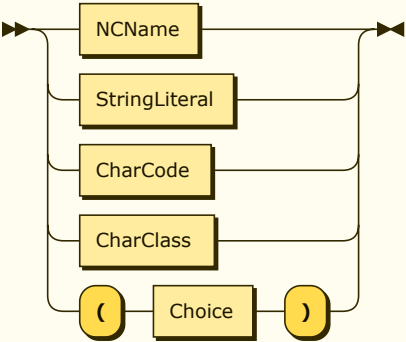 NCName
StringLiteral
CharCode
CharClass
( Choice )